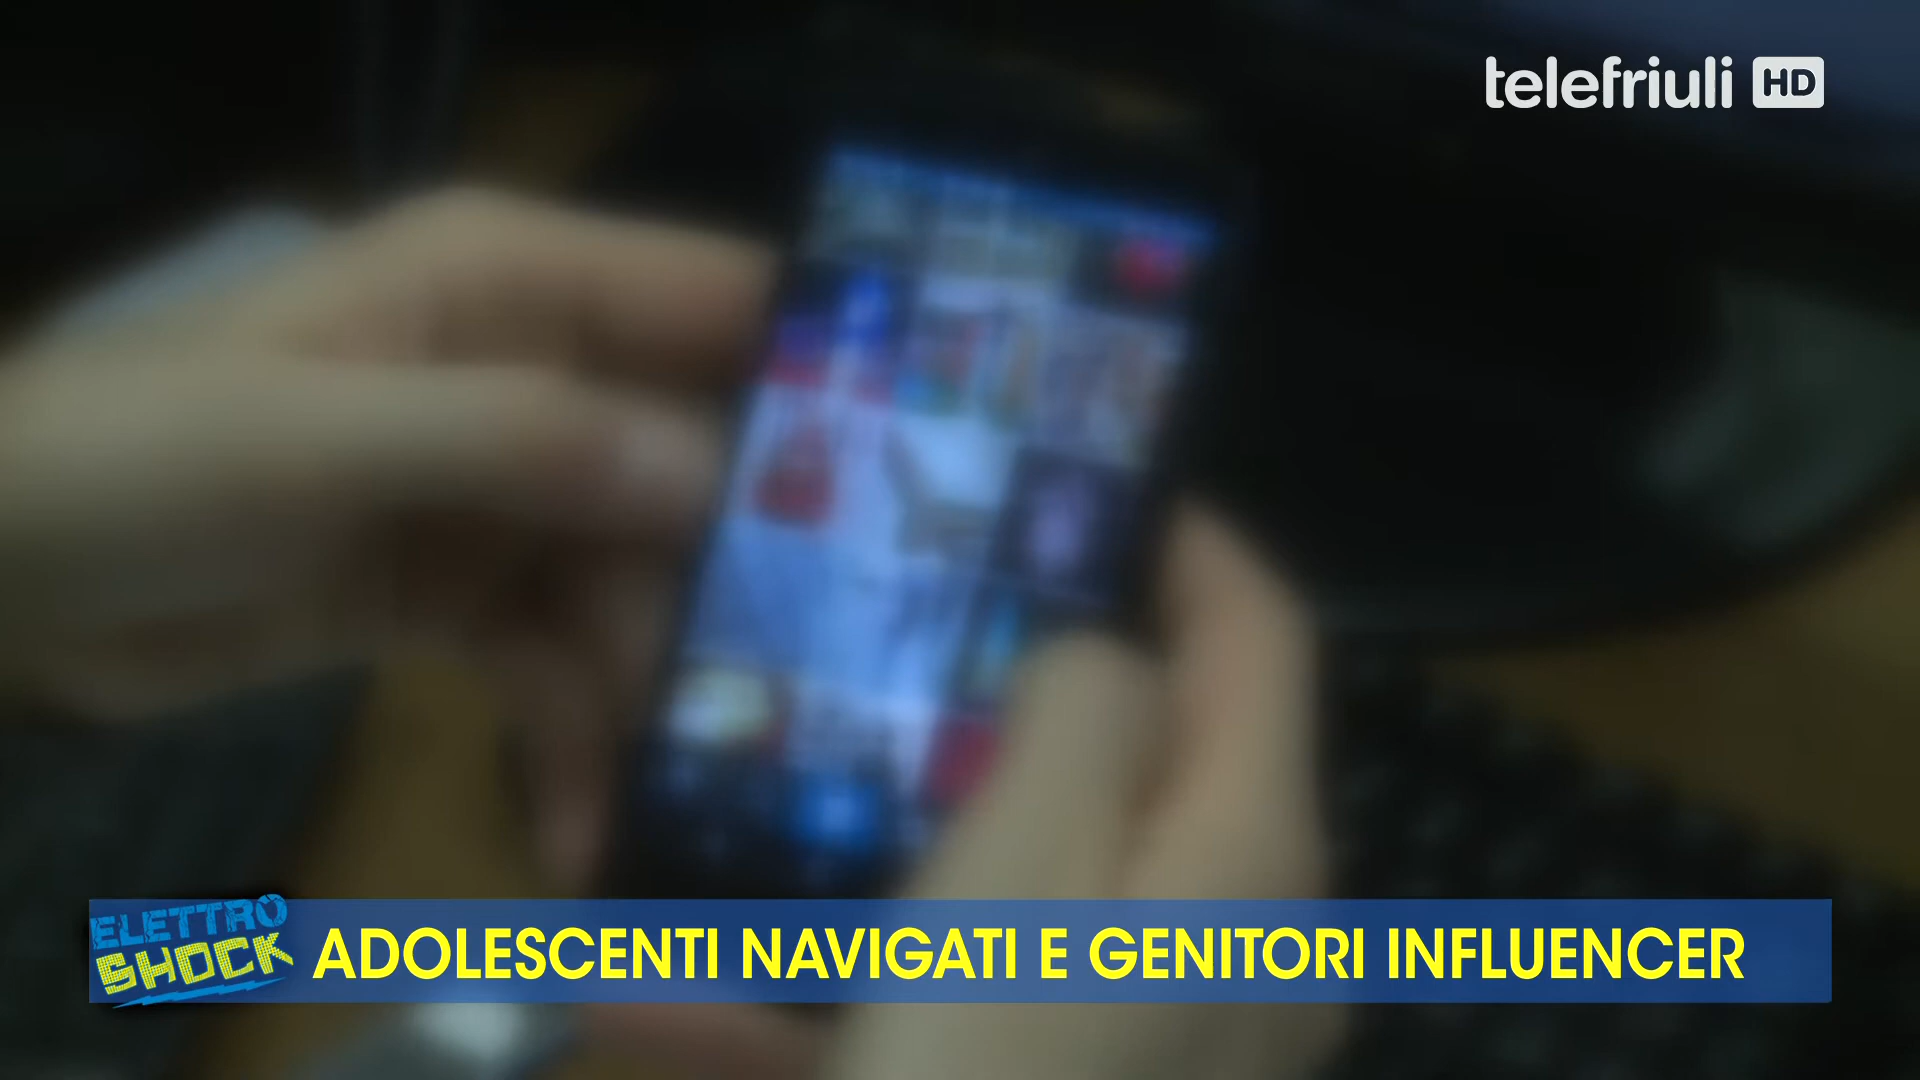 telefriuli HD
ELETTRO
SHOCK
ADOLESCENTI NAVIGATI E GENITORI INFLUENCER